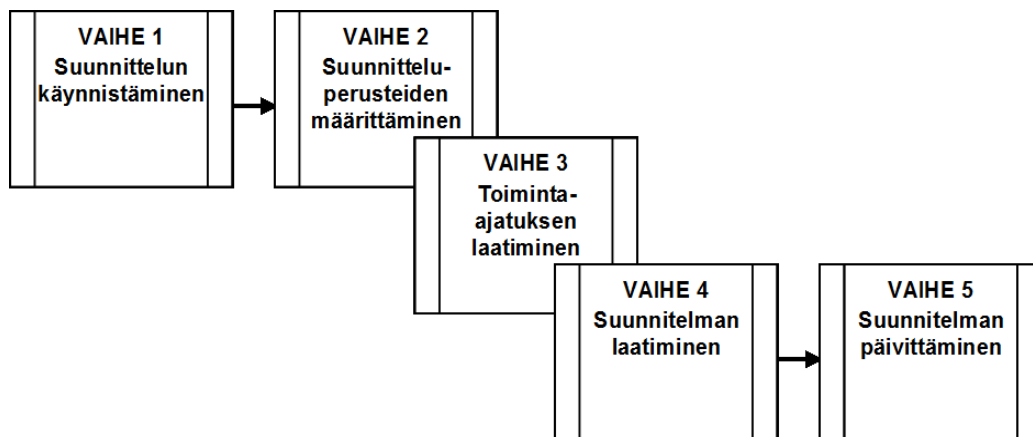 VAIHE 1
Suunnittelun
käynnistäminen
VAIHE 2
Suunnittelu-
perusteiden
määrittäminen
VAIHE 3
Toiminta-
ajatuksen
laatiminen
VAIHE 4
Suunnitelman
laatiminen
VAIHE 5
Suunnitelman
päivittäminen